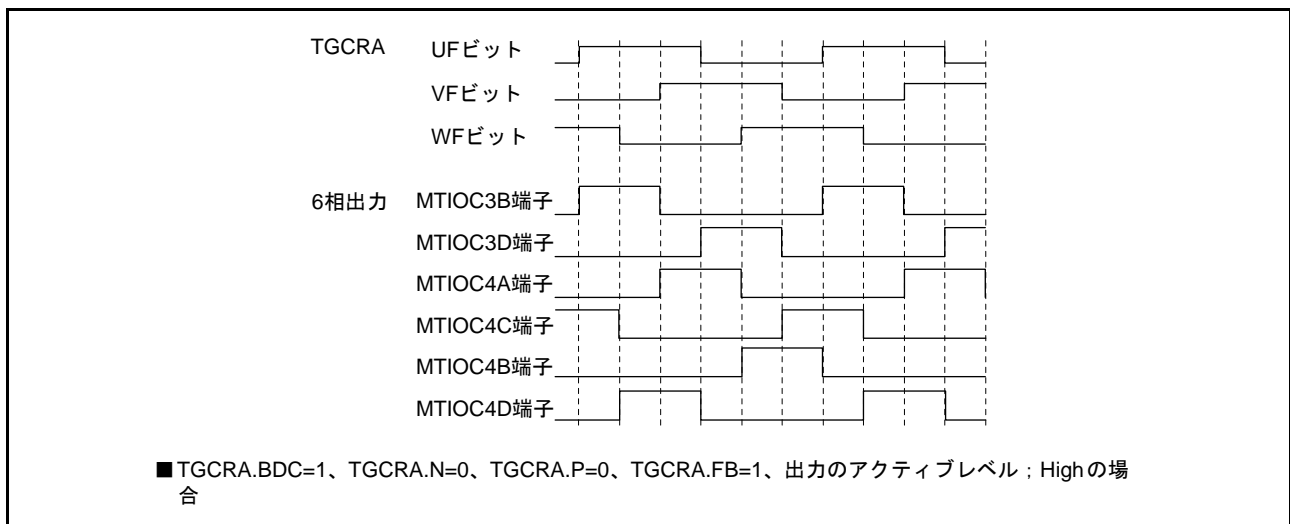 TGCRA UFビット
VFビット
WFビット
6相出力 MTIOC3B端子
MTIOC3D端子
MTIOC4A端子
MTIOC4C端子
MTIOC4B端子
MTIOC4D端子
■TGCRA.BDC=1、TGCRA.N=0、TGCRA.P=0、TGCRA.FB=1、出力のアクティブレベル；Highの場
合